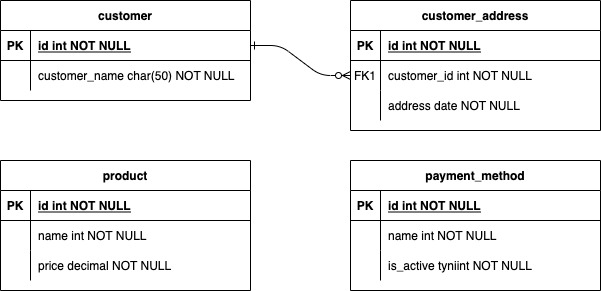 customer
PK id int NOT NULL
customer_name char(50) NOT NULL
customer_address
PK id int NOT NULL
FK1 customer_id int NOT NULL
address date NOT NULL
product
PK id int NOT NULL
name int NOT NULL
price decimal NOT NULL
payment_method
PK id int NOT NULL
name int NOT NULL
is_active tyniint NOT NULL